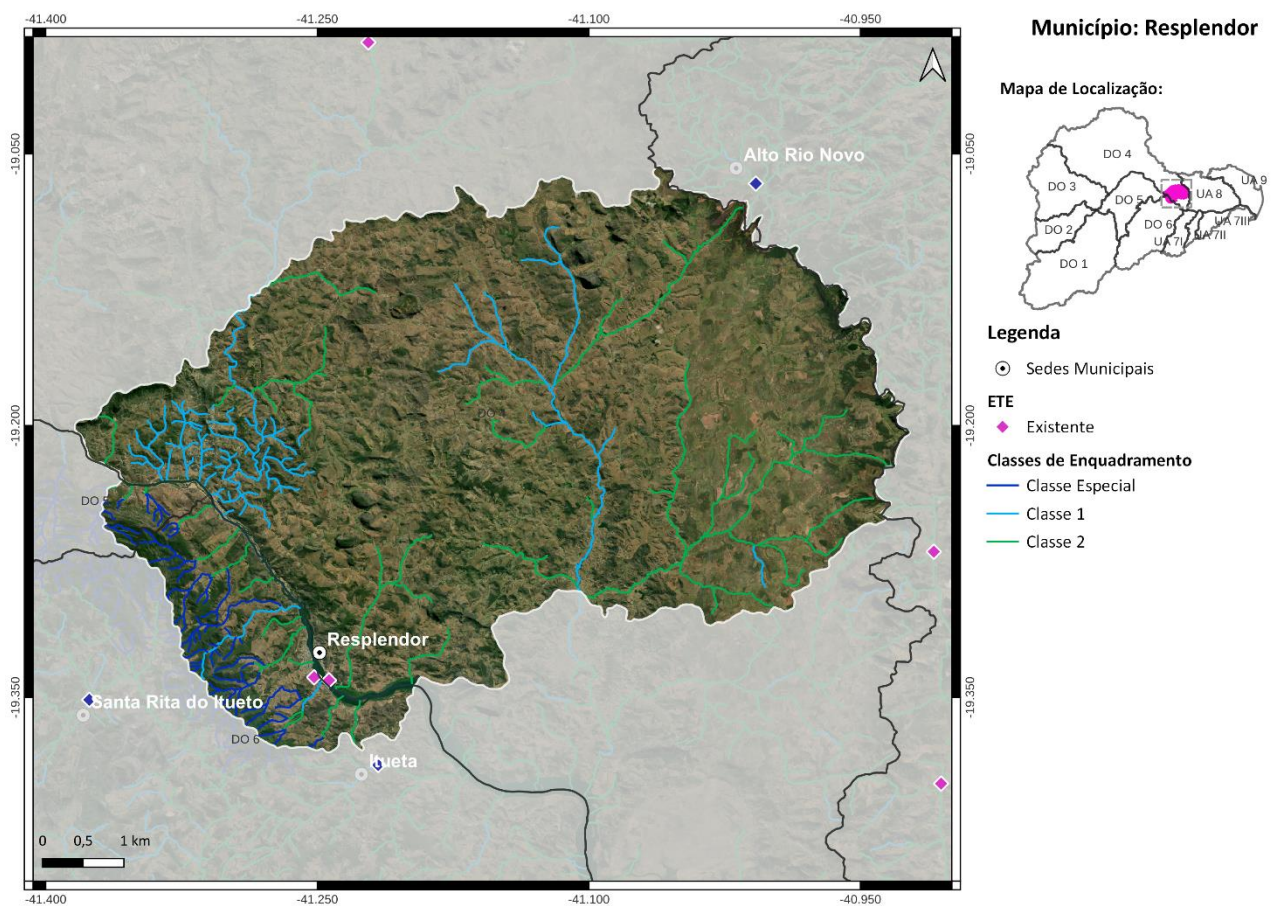 Município: Resplendor
-41.400
-41.250
-41.100
-40.950
-19.050
-19.050
Alto Rio Novo
Mapa de Localização:
DO 4
DO 3
DO 5
UA 8
UA 9
DO 2
DO 6
UA 7III
UA 7II
UA 7I
DO 1
Legenda
Sedes Municipais
ETE
Existente
Classes de Enquadramento
Classe Especial
Classe 1
Classe 2
-19.200
-19.200
DO 5
Resplendor
Santa Rita do Itueto
-19.350
-19.350
DO 6
Itueta
0 0,5 1 km
-41.400
-41.250
-41.100
-40.950